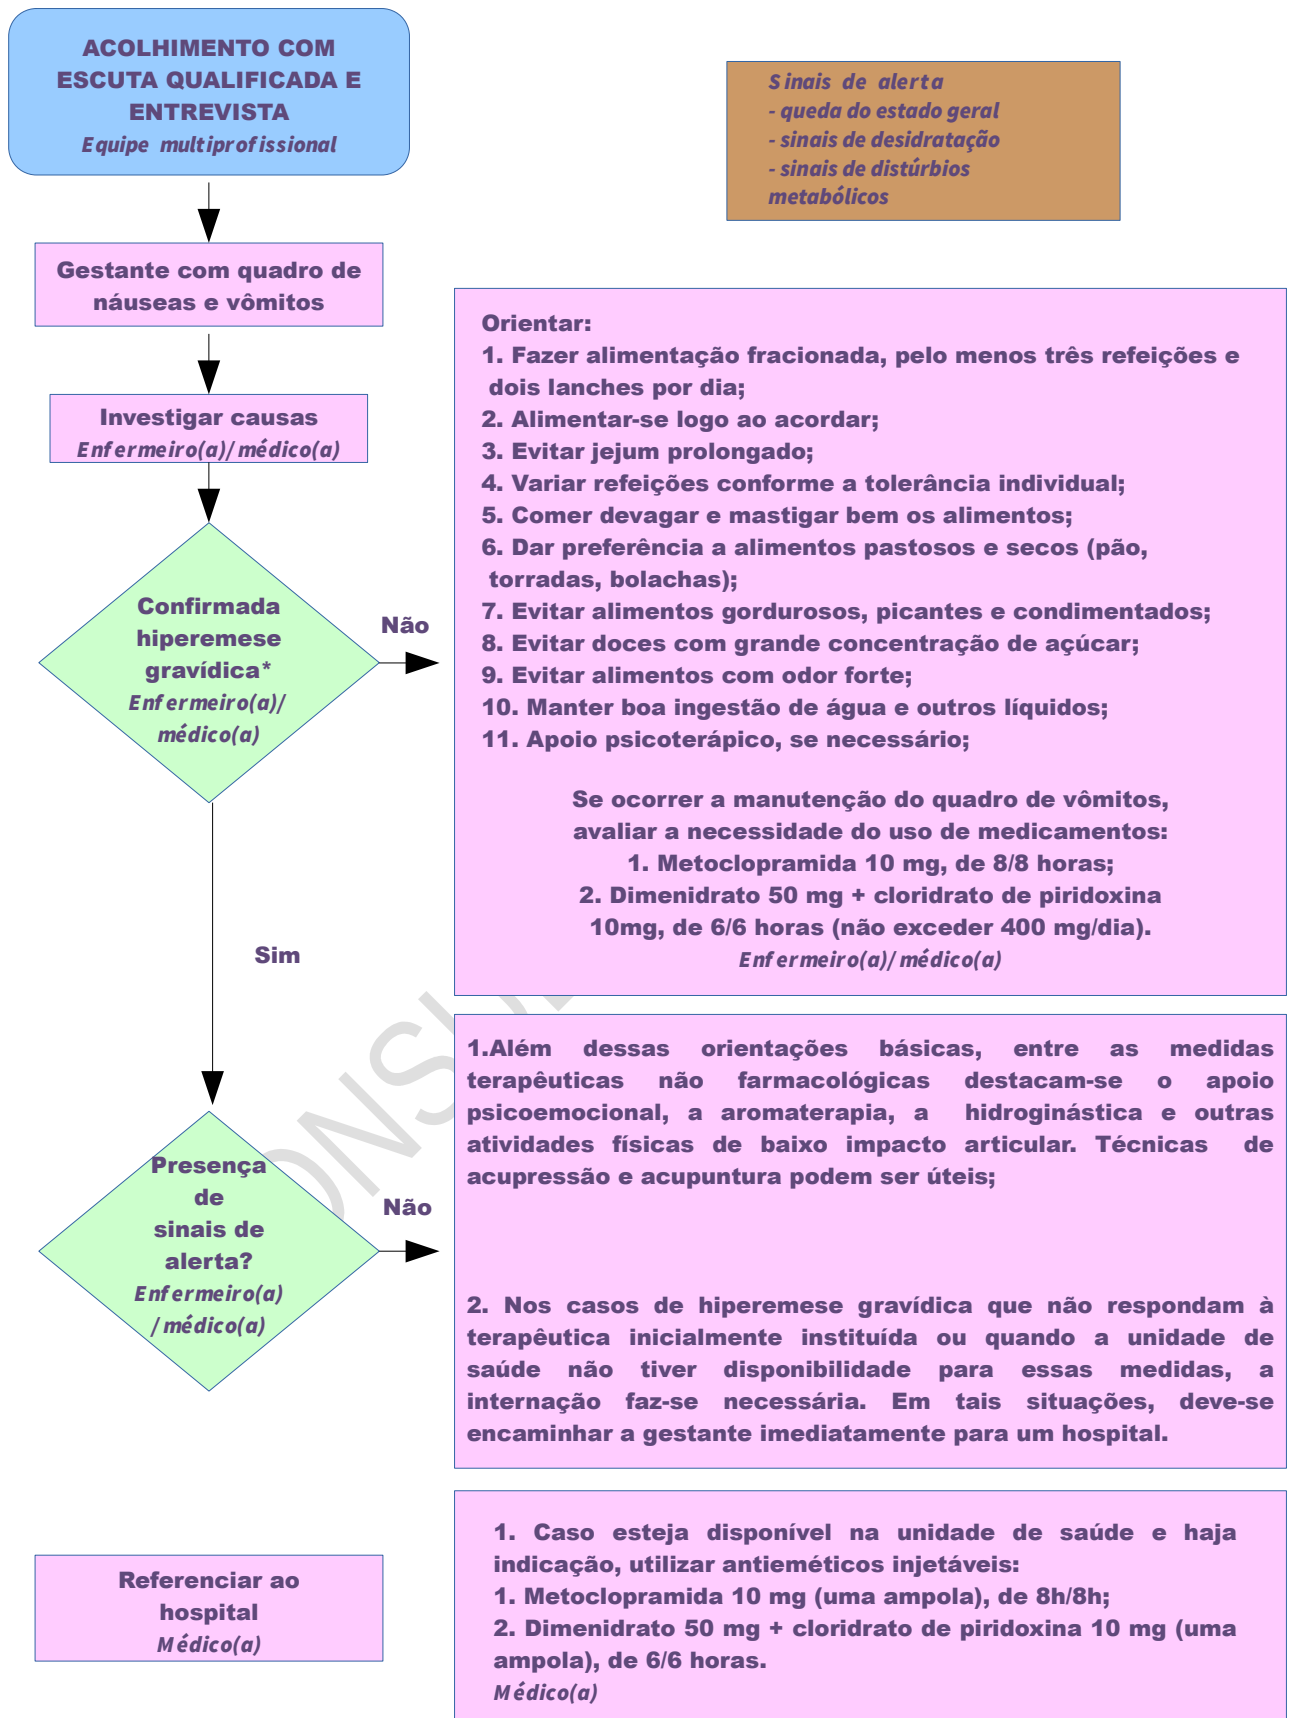 ACOLHIMENTO COM
ESCUTA QUALIFICADA E
ENTREVISTA
Equipe multiprofissional
Sinais de alerta
- queda do estado geral
- sinais de desidratação
- sinais de distúrbios
metabólicos
Gestante com quadro de
náuseas e vômitos
Investigar causas
Enfermeiro(a)/médico(a)
Confirmada
hiperemese
gravídica*
Enfermeiro(a)/
médico(a)
Não
Orientar:
1. Fazer alimentação fracionada, pelo menos três refeições e
dois lanches por dia;
2. Alimentar-se logo ao acordar;
3. Evitar jejum prolongado;
4. Variar refeições conforme a tolerância individual;
5. Comer devagar e mastigar bem os alimentos;
6. Dar preferência a alimentos pastosos e secos (pão,
torradas, bolachas);
7. Evitar alimentos gordurosos, picantes e condimentados;
8. Evitar doces com grande concentração de açúcar;
9. Evitar alimentos com odor forte;
10. Manter boa ingestão de água e outros líquidos;
11. Apoio psicoterápico, se necessário;
Se ocorrer a manutenção do quadro de vômitos,
avaliar a necessidade do uso de medicamentos:
1. Metoclopramida 10 mg, de 8/8 horas;
2. Dimenidrato 50 mg + cloridrato de piridoxina
10mg, de 6/6 horas (não exceder 400 mg/dia).
Enfermeiro(a)/médico(a)
Sim
Presença
de
sinais de
alerta?
Enfermeiro(a)
/médico(a)
Não
1.Além dessas orientações básicas, entre as medidas
terapêuticas não farmacológicas destacam-se o apoio
psicoemocional, a aromaterapia, a hidroginástica e outras
atividades físicas de baixo impacto articular. Técnicas de
acupressão e acupuntura podem ser úteis;
2. Nos casos de hiperemese gravídica que não respondam à
terapêutica inicialmente instituída ou quando a unidade de
saúde não tiver disponibilidade para essas medidas, a
internação faz-se necessária. Em tais situações, deve-se
encaminhar a gestante imediatamente para um hospital.
Referenciar ao
hospital
Médico(a)
1. Caso esteja disponível na unidade de saúde e haja
indicação, utilizar antieméticos injetáveis:
1. Metoclopramida 10 mg (uma ampola), de 8h/8h;
2. Dimenidrato 50 mg + cloridrato de piridoxina 10 mg (uma
ampola), de 6/6 horas.
Médico(a)